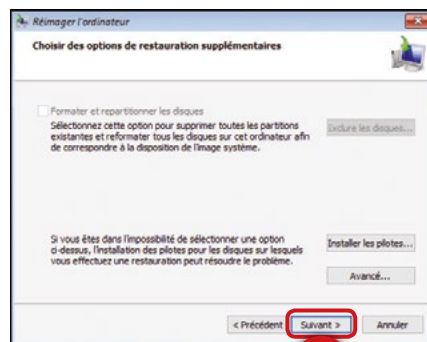 Réimager l'ordinateur
Choisir des options de restauration supplémentaires
Formater et repartitionner les disques
Sélectionnez cette option pour supprimer toutes les partitions
existantes et reformater tous les disques sur cet ordinateur afin
de correspondre à la disposition de l'image système.
Exclure les disques...
Si vous êtes dans l'impossibilité de sélectionner une option
ci-dessus, l'installation des pilotes pour les disques sur lesquels
vous effectuez une restauration peut résoudre le problème.
Installer les pilotes...
Avancé...
< Précédent
Suivant >
Annuler